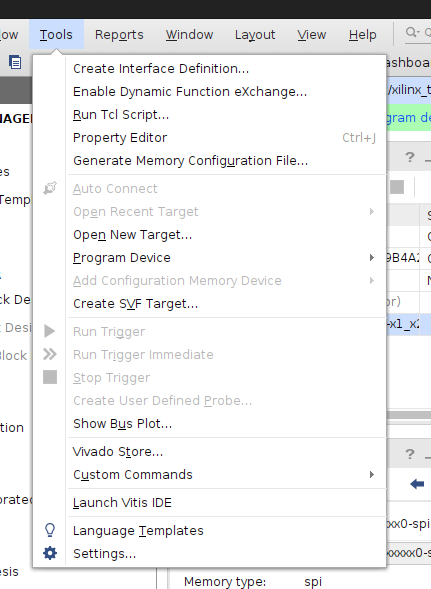 ow Tools Reports Window Layout View Help Q-
Create Interface Definition... ashboa
Enable Dynamic Function eXchange... /xilinx_t
NAGE Run Tcl Script... gram de
Property Editor Ctrl+J
Generate Memory Configuration File... ?
es
Temp Auto Connect
Open Recent Target S
Open New Target...
Program Device 9B4A2
Add Configuration Memory Device
ck De Create SVF Target... or)
Desi Run Trigger -x1_x2
Block Run Trigger Immediate
Stop Trigger
Create User Defined Probe...
tion Show Bus Plot...
Vivado Store... ?
Custom Commands
orate Launch Vitis IDE
Language Templates xx0-spi
Settings... xxxxx0-s
esis
Memory type: spi